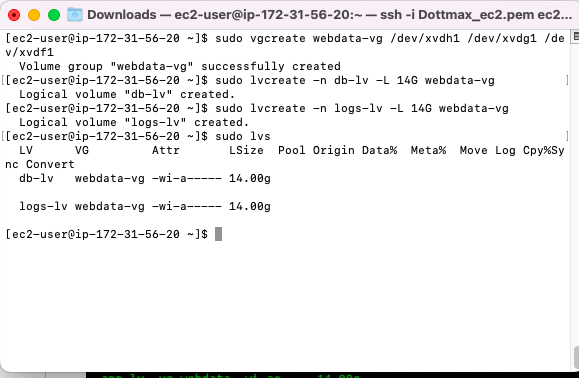 Downloads — ec2-user@ip-172-31-56-20:~ — ssh -i Dottmax_ec2.pem ec2...
[ec2-user@ip-172-31-56-20 ~]$ sudo vgcreate webdata-vg /dev/xvdh1 /dev/xvdg1 /de
v/xvdf1
  Volume group "webdata-vg" successfully created
[ec2-user@ip-172-31-56-20 ~]$ sudo lvcreate -n db-lv -L 14G webdata-vg
  Logical volume "db-lv" created.
[ec2-user@ip-172-31-56-20 ~]$ sudo lvcreate -n logs-lv -L 14G webdata-vg
  Logical volume "logs-lv" created.
[ec2-user@ip-172-31-56-20 ~]$ sudo lvs
  LV      VG         Attr       LSize  Pool Origin Data%  Meta%  Move Log Cpy%Sy
nc Convert
  db-lv   webdata-vg -wi-a----- 14.00g
  logs-lv webdata-vg -wi-a----- 14.00g
[ec2-user@ip-172-31-56-20 ~]$